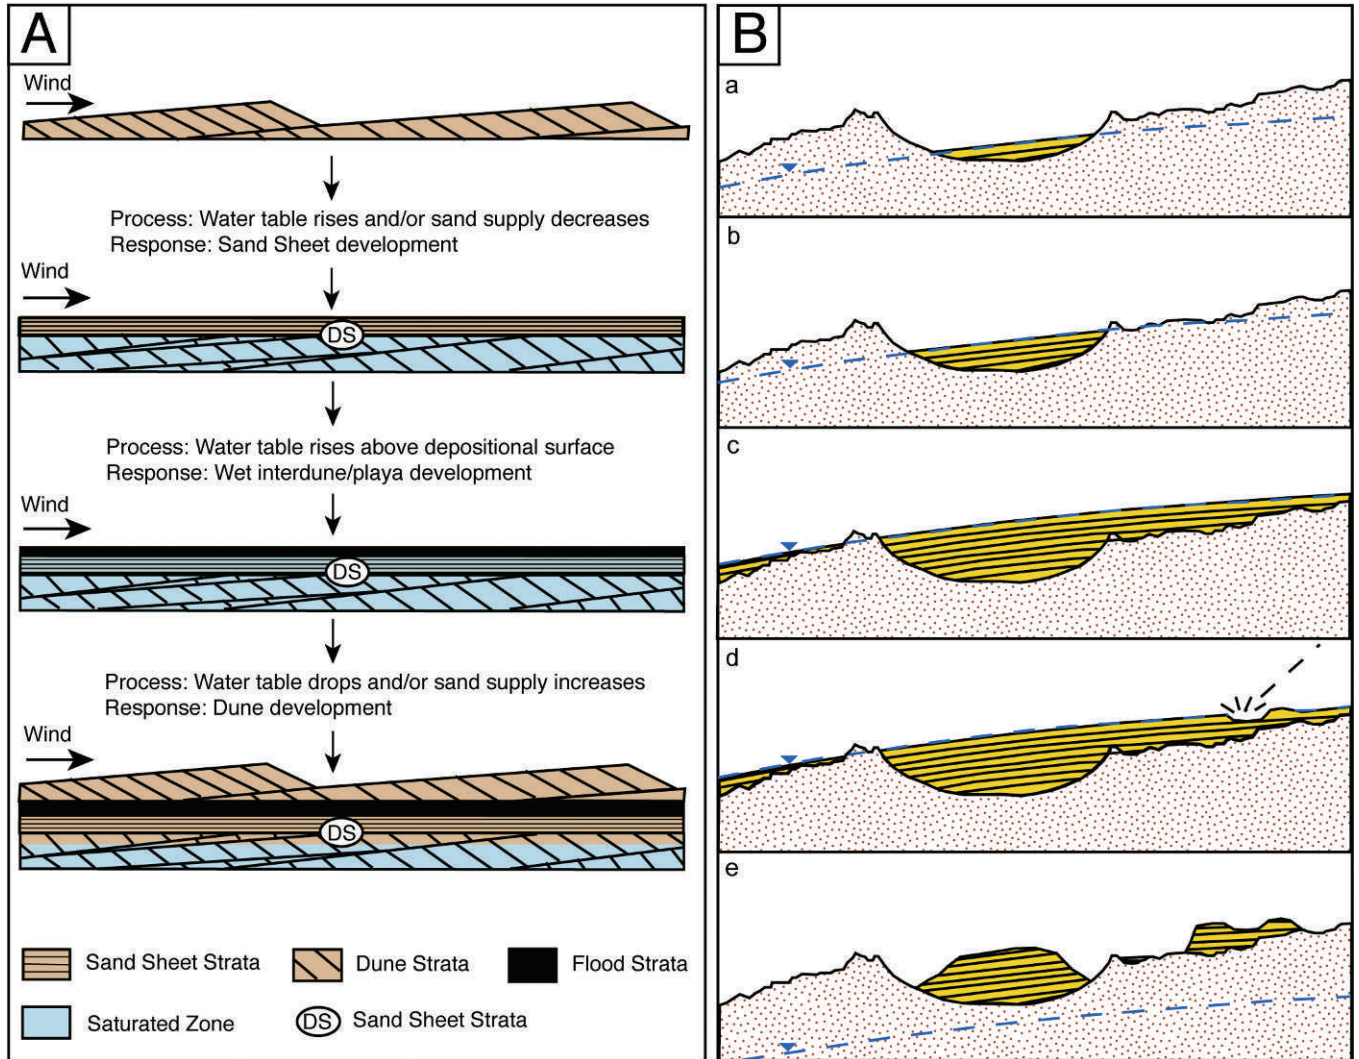 A
Wind
Process: Water table rises and/or sand supply decreases
Response: Sand Sheet development
Wind
DS
Process: Water table rises above depositional surface
Response: Wet interdune/playa development
Wind
DS
Process: Water table drops and/or sand supply increases
Response: Dune development
Wind
DS
Sand Sheet Strata
Dune Strata
Flood Strata
Saturated Zone
DS
Sand Sheet Strata
B
a
b
c
d
e